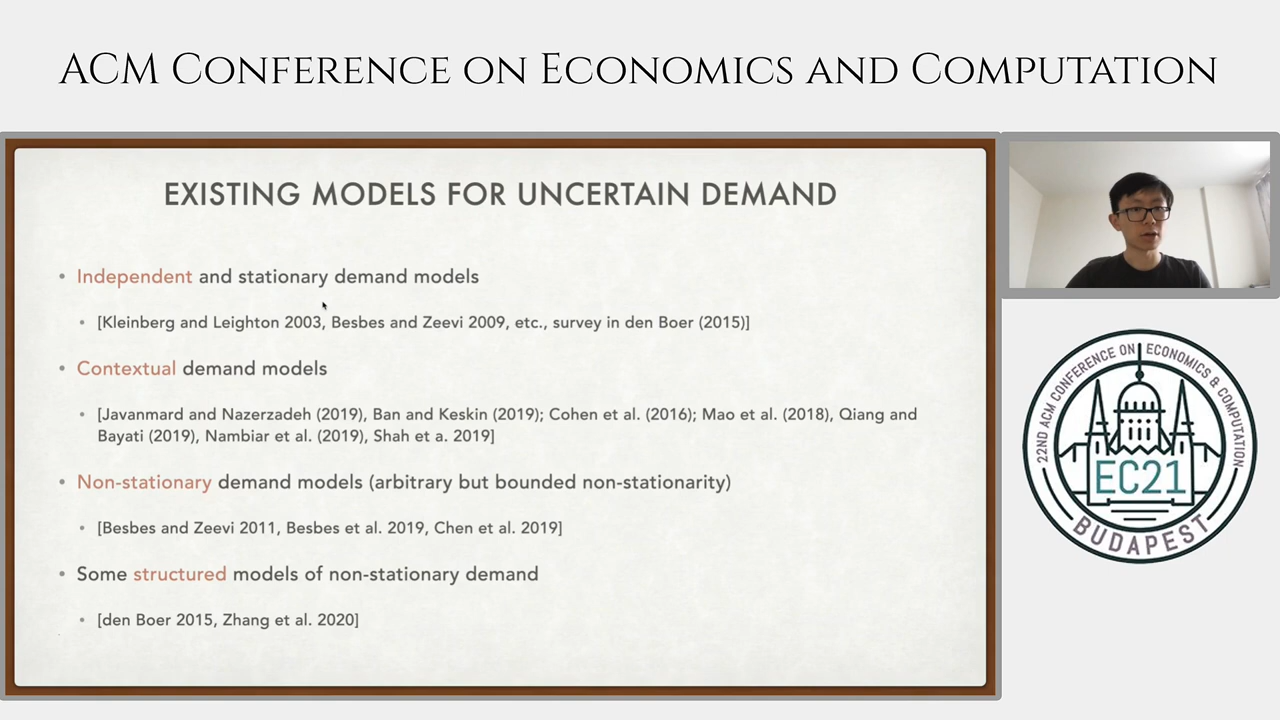 ACM Conference on Economics and Computation
EXISTING MODELS FOR UNCERTAIN DEMAND
• Independent and stationary demand models
• [Kleinberg and Leighton 2003, Besbes and Zeevi 2009, etc., survey in den Boer (2015)]
• Contextual demand models
• [Javanmard and Nazerzadeh (2019), Ban and Keskin (2019); Cohen et al. (2016); Mao et al. (2018), Qiang and
Bayati (2019), Nambiar et al. (2019), Shah et a. 2019]
• Non-stationary demand models (arbitrary but bounded non-stationarity)
• [Besbes and Zeevi 2011, Besbes et al. 2019, Chen et al. 2019]
• Some structured models of non-stationary demand
• [den Boer 2015, Zhang et al. 2020]
22ND ACM CONFERENCE ON ECONOMICS & COMPUTATION
EC21
BUDAPEST